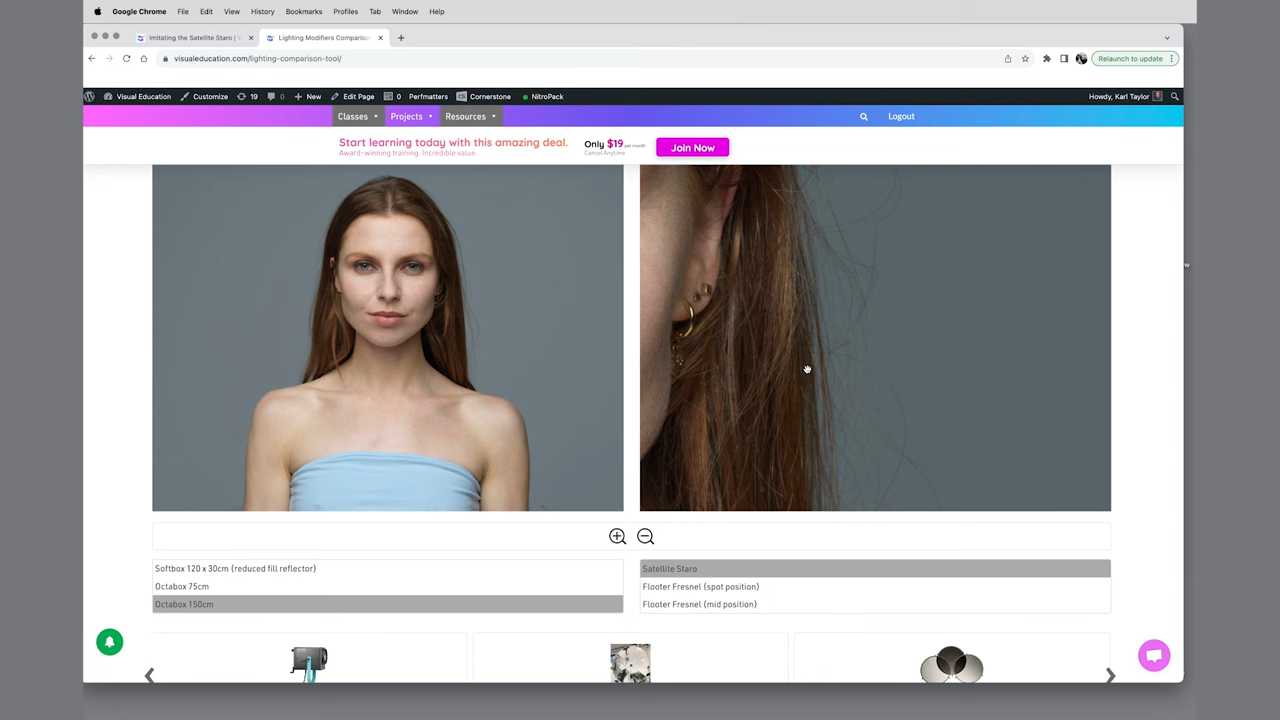 Google Chrome File Edit View History Bookmarks Profiles Tab Window Help
Imitating the Satellite Staro | V Lighting Modifiers Comparison
visualeducation.com/lighting-comparison-tool/ Relaunch to update
Visual Education Customize 19 0 New Edit Page 0 Perfmatters Cornerstone NitroPack Howdy, Karl Taylor
Classes Projects Resources Logout
Start learning today with this amazing deal. Only $19 per month Join Now
Award-winning training. Incredible value. Cancel Anytime
Softbox 120 x 30cm (reduced fill reflector)
Octabox 75cm
Octabox 150cm
Satellite Staro
Flooter Fresnel (spot position)
Flooter Fresnel (mid position)